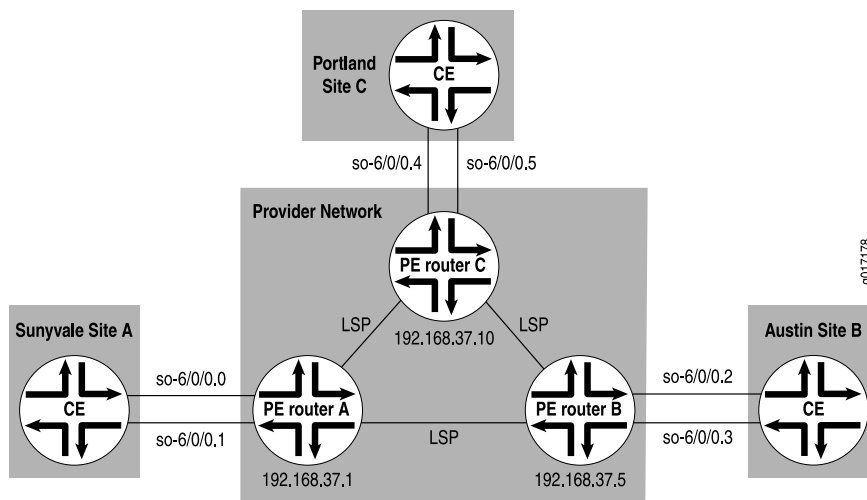 Portland
Site C
CE
so-6/0/0.4
so-6/0/0.5
Provider Network
PE router C
g017178
LSP
LSP
192.168.37.10
Sunyvale Site A
Austin Site B
so-6/0/0.0
so-6/0/0.2
CE
PE router A
PE router B
CE
so-6/0/0.1
LSP
so-6/0/0.3
192.168.37.1
192.168.37.5